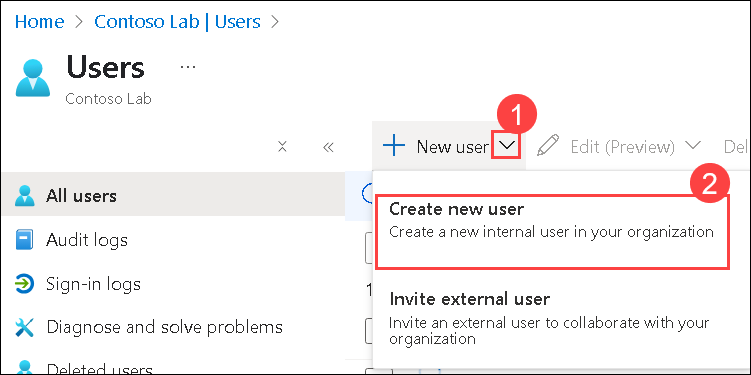 Home > Contoso Lab | Users >
Users ...
Contoso Lab
1
« + New user Edit (Preview) Del
2
All users
Create new user
Create a new internal user in your organization
Audit logs
Sign-in logs
1
Invite external user
Invite an external user to collaborate with your
organization
Diagnose and solve problems
Deleted users